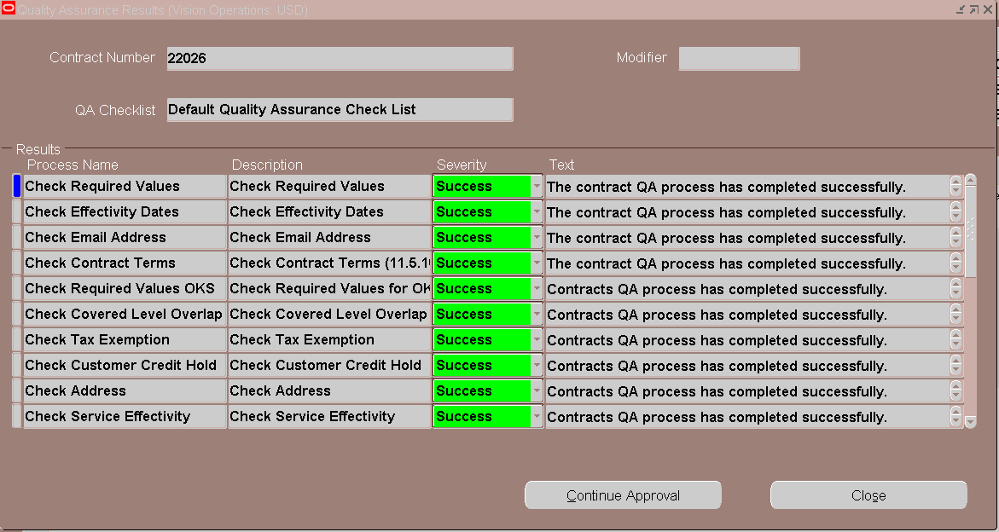 Quality Assurance Results (Vision Operations: USD)
Contract Number 22026 Modifier
QA Checklist Default Quality Assurance Check List
Results
Process Name Description Severity Text
Check Required Values Check Required Values Success The contract QA process has completed successfully.
Check Effectivity Dates Check Effectivity Dates Success The contract QA process has completed successfully.
Check Email Address Check Email Address Success The contract QA process has completed successfully.
Check Contract Terms Check Contract Terms (11.5.1 Success The contract QA process has completed successfully.
Check Required Values OKS Check Required Values for OK Success Contracts QA process has completed successfully.
Check Covered Level Overlap Check Covered Level Overlap Success Contracts QA process has completed successfully.
Check Tax Exemption Check Tax Exemption Success Contracts QA process has completed successfully.
Check Customer Credit Hold Check Customer Credit Hold Success Contracts QA process has completed successfully.
Check Address Check Address Success Contracts QA process has completed successfully.
Check Service Effectivity Check Service Effectivity Success Contracts QA process has completed successfully.
Continue Approval Close